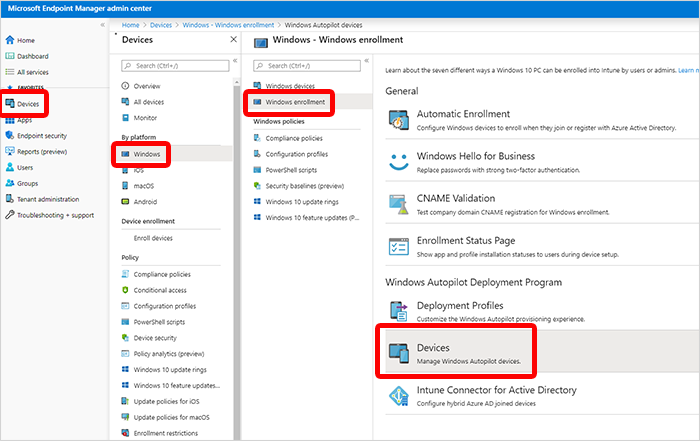 Microsoft Endpoint Manager admin center
Home > Devices > Windows - Windows enrollment > Windows Autopilot devices
«
Home
Dashboard
All services
FAVORITES
Devices
Apps
Endpoint security
Reports (preview)
Users
Groups
Tenant administration
Troubleshooting + support
Devices
Search (Ctrl+/)
«
Overview
All devices
Monitor
By platform
Windows
iOS
macOS
Android
Device enrollment
Enroll devices
Policy
Compliance policies
Conditional access
Configuration profiles
PowerShell scripts
Device security
Policy analytics (preview)
Windows 10 update rings
Windows 10 feature updates...
Update policies for iOS
Update policies for macOS
Enrollment restrictions
Windows - Windows enrollment
Search (Ctrl+/)
«
Windows devices
Windows enrollment
Windows policies
Compliance policies
Configuration profiles
PowerShell scripts
Security baselines (preview)
Windows 10 update rings
Windows 10 feature updates (P...
Learn about the seven different ways a Windows 10 PC can be enrolled into Intune by users or admins. Learn
General
Automatic Enrollment
Configure Windows devices to enroll when they join or register with Azure Active Directory.
Windows Hello for Business
Replace passwords with strong two-factor authentication.
CNAME Validation
Test company domain CNAME registration for Windows enrollment.
Enrollment Status Page
Show app and profile installation statuses to users during device setup.
Windows Autopilot Deployment Program
Deployment Profiles
Customize the Windows Autopilot provisioning experience.
Devices
Manage Windows Autopilot devices.
Intune Connector for Active Directory
Configure hybrid Azure AD joined devices